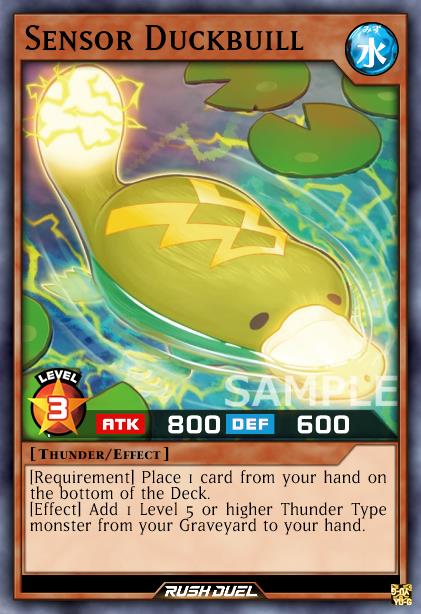 Sensor Duckbuill
みず
水
SAMPLE
LEVEL
3
ATK 800 DEF 600
[Thunder/Effect]
[Requirement] Place 1 card from your hand on
the bottom of the Deck.
[Effect] Add 1 Level 5 or higher Thunder Type
monster from your Graveyard to your hand.
RUSH DUEL